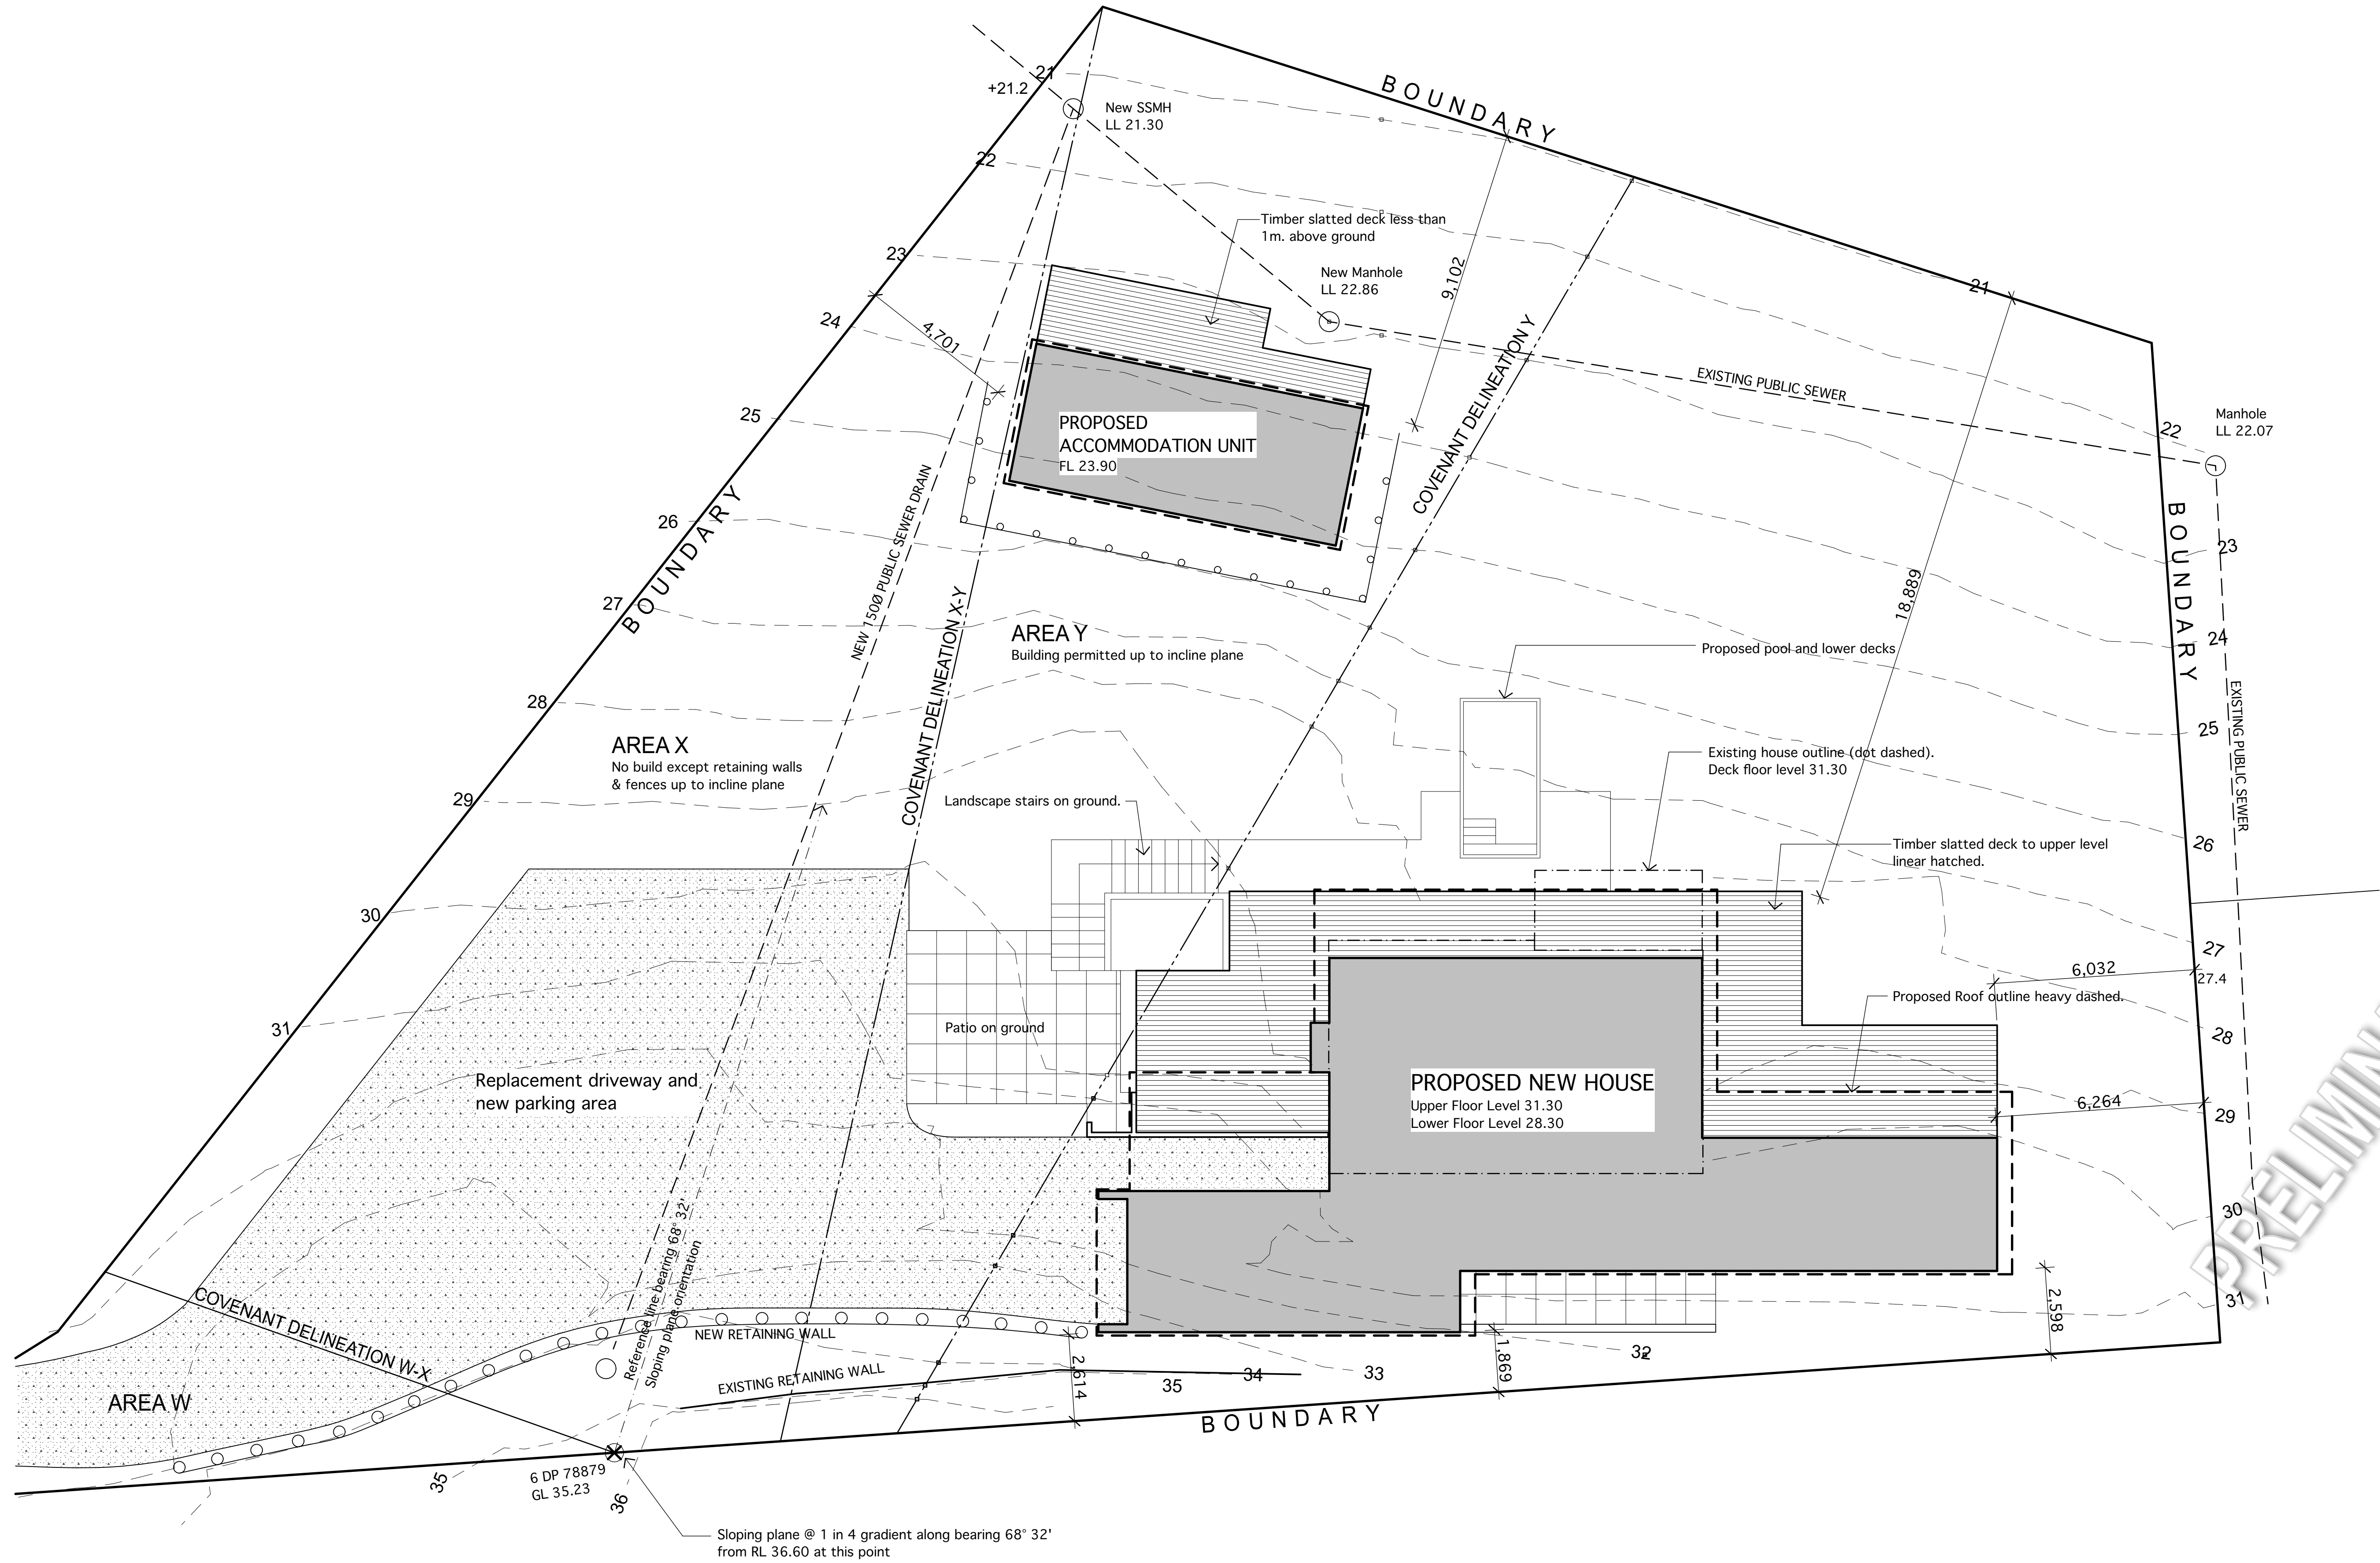 BOUNDARY
21
+21.2
New SSMH
LL 21.30
22
Timber slatted deck less than
1m. above ground
23
New Manhole
LL 22.86
9,102
21
24
4,701
COVENANT DELINEATION Y
EXISTING PUBLIC SEWER
25
PROPOSED
ACCOMMODATION UNIT
FL 23.90
Manhole
LL 22.07
22
BOUNDARY
NEW 150Ø PUBLIC SEWER DRAIN
26
BOUNDARY
23
18,889
27
COVENANT DELINEATION X-Y
AREA Y
Building permitted up to incline plane
24
Proposed pool and lower decks
28
EXISTING PUBLIC SEWER
25
AREA X
No build except retaining walls
& fences up to incline plane
Existing house outline (dot dashed).
Deck floor level 31.30
29
Landscape stairs on ground.
Timber slatted deck to upper level
linear hatched.
26
30
27
6,032
27.4
Proposed Roof outline heavy dashed.
31
Patio on ground
28
Replacement driveway and
new parking area
PROPOSED NEW HOUSE
Upper Floor Level 31.30
Lower Floor Level 28.30
6,264
29
30
Reference line bearing 68° 32'
Sloping plane orientation
COVENANT DELINEATION W-X
31
2,598
NEW RETAINING WALL
EXISTING RETAINING WALL
2,614
1,869
32
33
34
35
AREA W
BOUNDARY
35
6 DP 78879
GL 35.23
36
Sloping plane @ 1 in 4 gradient along bearing 68° 32'
from RL 36.60 at this point